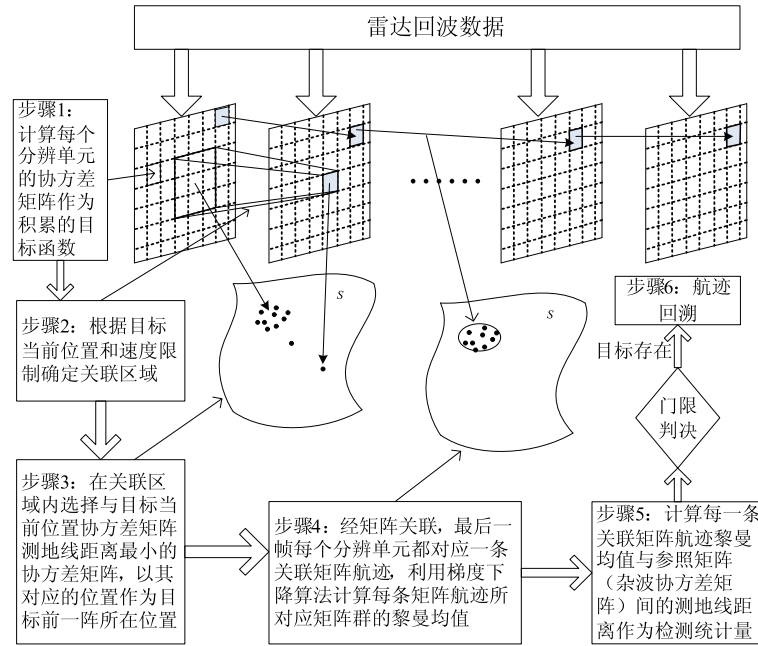 雷达回波数据
步骤1：
计算每个
分辨单元
的协方差
矩阵作为
积累的目
标函数
S
S
步骤2：根据目标
当前位置和速度限
制确定关联区域
步骤6：航迹
回溯
目标存在
门限
判决
步骤3：在关联区
域内选择与目标当
前位置协方差矩阵
测地线距离最小的
协方差矩阵，以其
对应的位置作为目
标前一阵所在位置
步骤4：经矩阵关联，最后一
帧每个分辨单元都对应一条
关联矩阵航迹，利用梯度下
降算法计算每条矩阵航迹所
对应矩阵群的黎曼均值
步骤5：计算每一条
关联矩阵航迹黎曼
均值与参照矩阵
（杂波协方差矩
阵）间的测地线距
离作为检测统计量